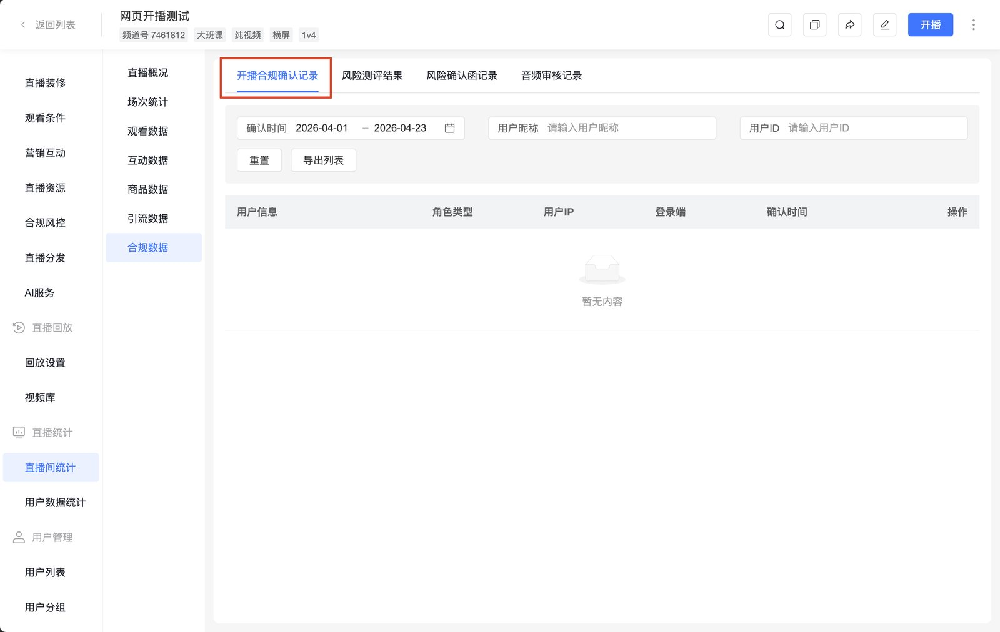 返回列表
网页开播测试
频道号 7461812 大班课 纯视频 横屏 1v4
开播
直播装修
观看条件
营销互动
直播资源
合规风控
直播分发
AI服务
直播回放
回放设置
视频库
直播统计
直播间统计
用户数据统计
用户管理
用户列表
用户分组
直播概况
场次统计
观看数据
互动数据
商品数据
引流数据
合规数据
开播合规确认记录 风险测评结果 风险确认函记录 音频审核记录
确认时间 2026-04-01 – 2026-04-23 用户昵称 请输入用户昵称 用户ID 请输入用户ID
重置 导出列表
用户信息 角色类型 用户IP 登录端 确认时间 操作
暂无内容